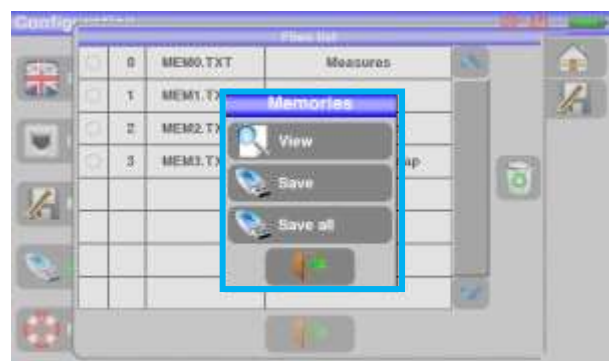 Files list
0 MEM0.TXT Measures
1 MEM1.TX
2 MEM2.TX
3 MEM3.TX ap
Memories
View
Save
Save all